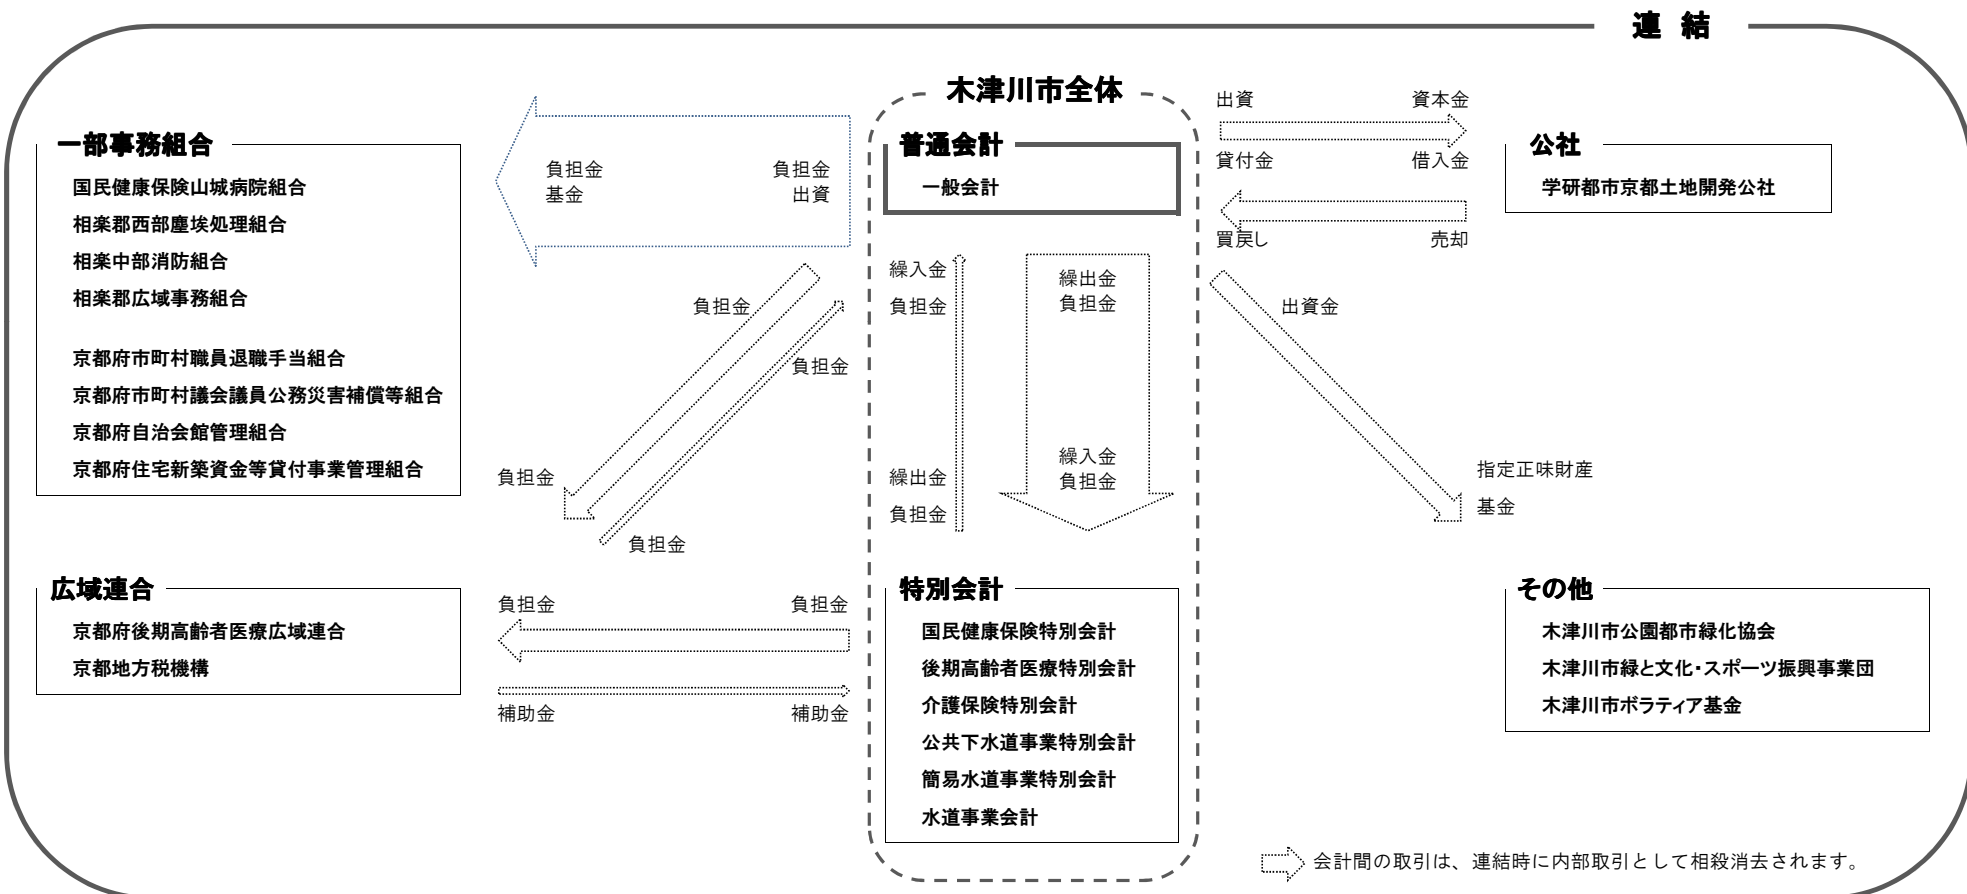 連 結
木津川市全体
一部事務組合
国民健康保険山城病院組合
相楽郡西部塵埃処理組合
相楽中部消防組合
相楽郡広域事務組合
京都府市町村職員退職手当組合
京都府市町村議会議員公務災害補償等組合
京都府自治会館管理組合
京都府住宅新築資金等貸付事業管理組合
負担金
基金
負担金
出資
普通会計
一般会計
出資
資本金
貸付金
借入金
買戻し
売却
公社
学研都市京都土地開発公社
負担金
負担金
負担金
負担金
繰入金
負担金
繰出金
負担金
繰出金
負担金
繰入金
負担金
出資金
指定正味財産
基金
広域連合
京都府後期高齢者医療広域連合
京都地方税機構
負担金
負担金
補助金
補助金
特別会計
国民健康保険特別会計
後期高齢者医療特別会計
介護保険特別会計
公共下水道事業特別会計
簡易水道事業特別会計
水道事業会計
その他
木津川市公園都市緑化協会
木津川市緑と文化・スポーツ振興事業団
木津川市ボラティア基金
会計間の取引は、連結時に内部取引として相殺消去されます。